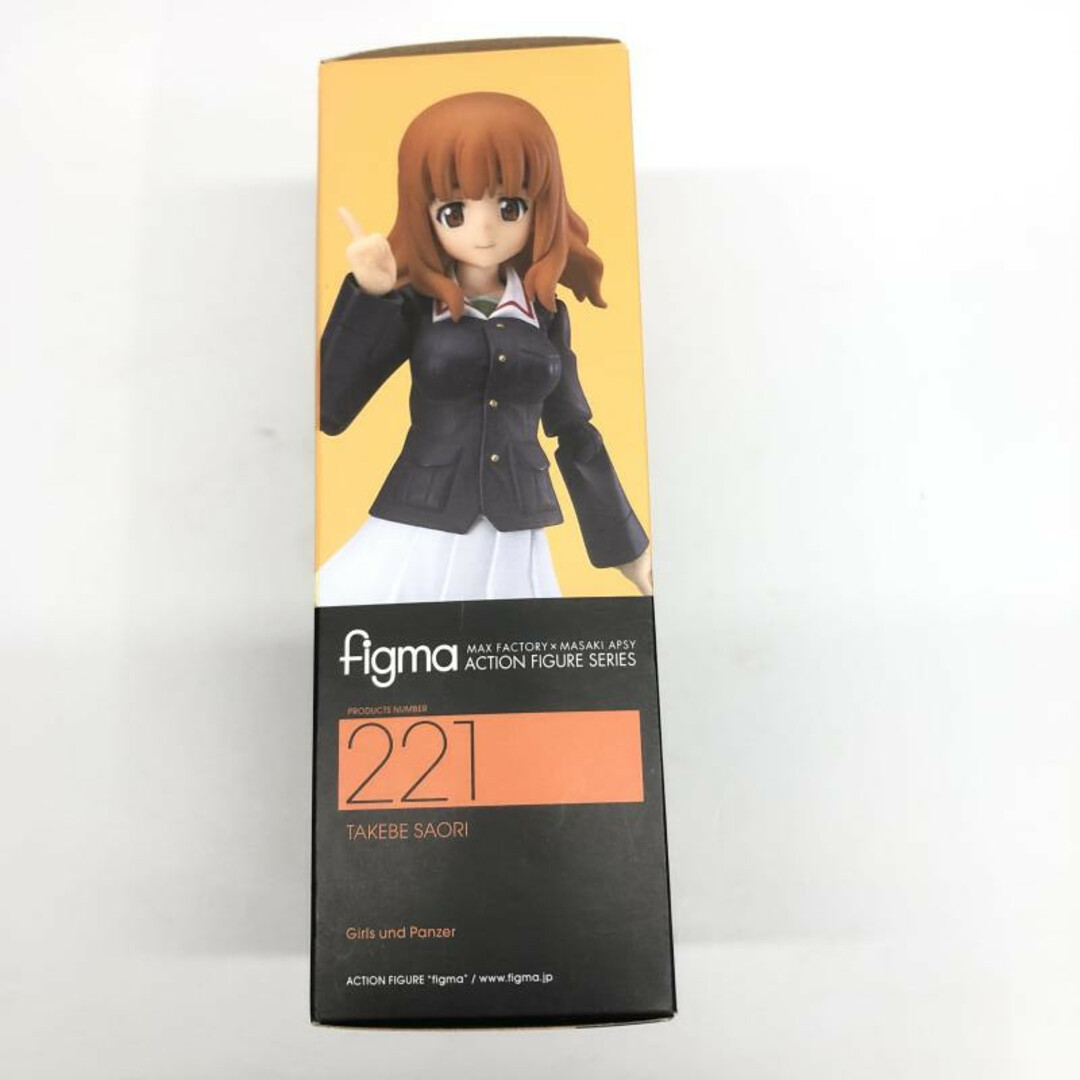 figma
MAX FACTORY × MASAKI APSY
ACTION FIGURE SERIES
PRODUCTS NUMBER
221
TAKEBE SAORI
Girls und Panzer
ACTION FIGURE "figma" / www.figma.jp